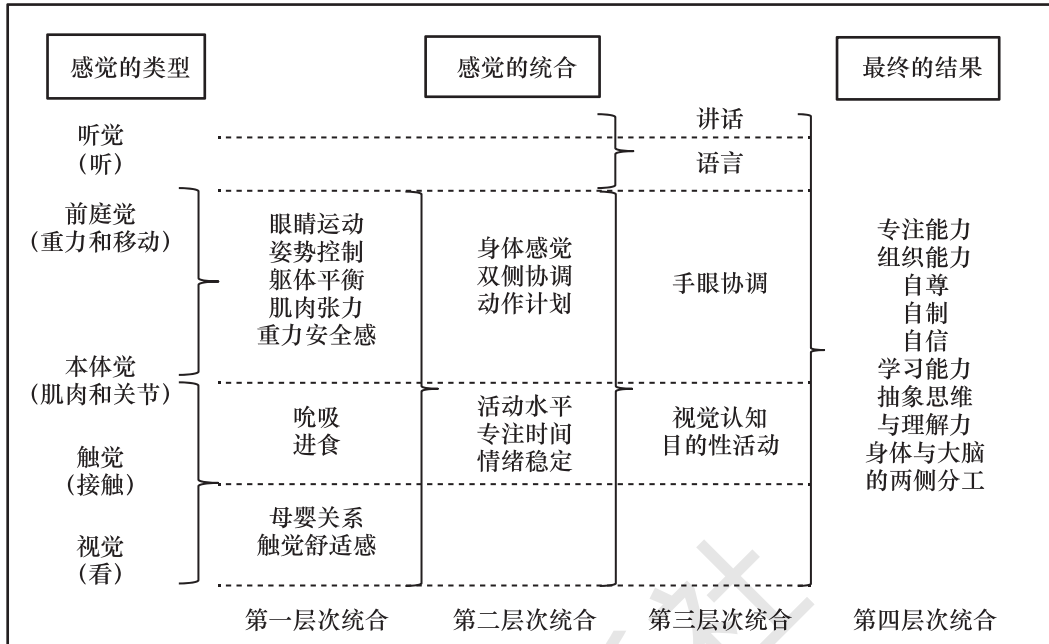 感觉的类型
感觉的统合
最终的结果
听觉
(听)
前庭觉
(重力和移动)
本体觉
(肌肉和关节)
触觉
(接触)
视觉
(看)
眼睛运动
姿势控制
躯体平衡
肌肉张力
重力安全感
吮吸
进食
母婴关系
触觉舒适感
身体感觉
双侧协调
动作计划
活动水平
专注时间
情绪稳定
讲话
语言
手眼协调
视觉认知
目的性活动
专注能力
组织能力
自尊
自制
自信
学习能力
抽象思维
与理解力
身体与大脑
的两侧分工
第一层次统合
第二层次统合
第三层次统合
第四层次统合
社